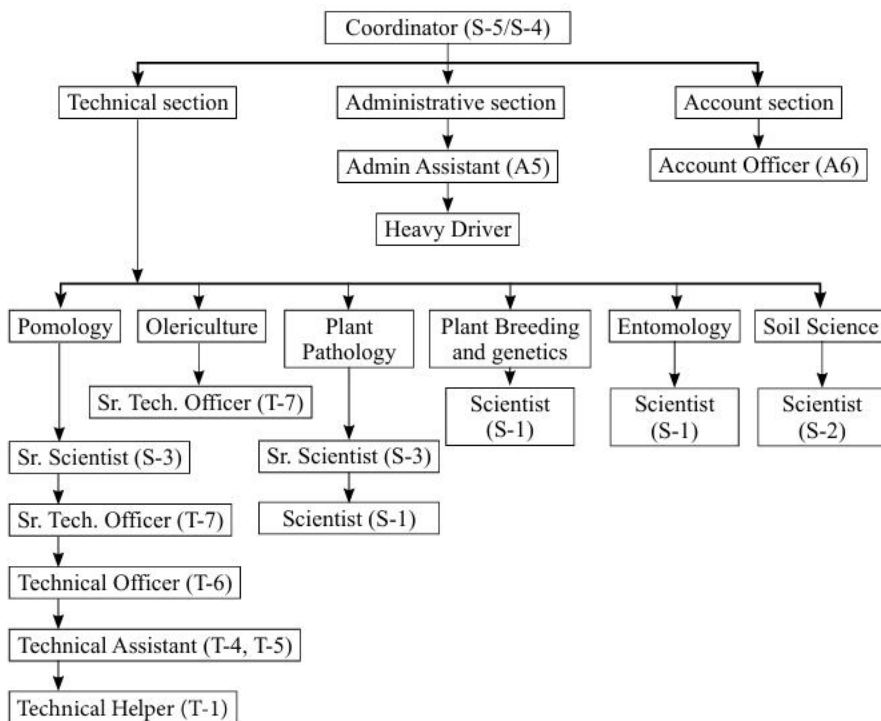 Coordinator (S-5/S-4)
Technical section
Administrative section
Account section
Admin Assistant (A5)
Account Officer (A6)
Heavy Driver
Pomology
Olericulture
Plant
Pathology
Plant Breeding
and genetics
Entomology
Soil Science
Sr. Tech. Officer (T-7)
Scientist
(S-1)
Scientist
(S-1)
Scientist
(S-2)
Sr. Scientist (S-3)
Sr. Scientist (S-3)
Sr. Tech. Officer (T-7)
Scientist (S-1)
Technical Officer (T-6)
Technical Assistant (T-4, T-5)
Technical Helper (T-1)